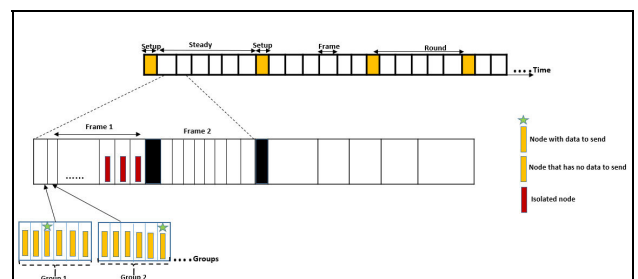 Setup Steady Setup Frame Round
....Time
Frame 1 Frame 2
Node with data to send
......
Node that has no data to send
Isolated node
....Groups
Group 1 Group 2